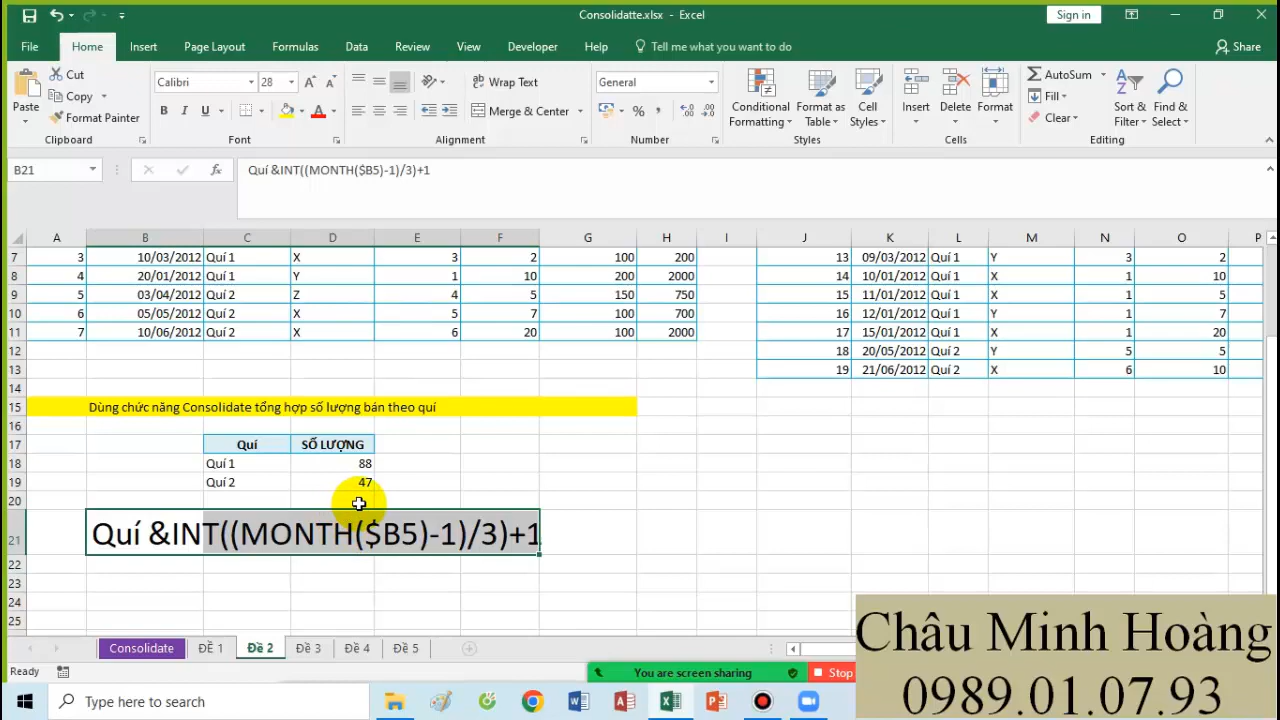 Consolidatte.xlsx - Excel
Sign in
File Home Insert Page Layout Formulas Data Review View Developer Help Tell me what you want to do Share
Paste
Cut
Copy
Format Painter
Clipboard
Calibri 28
B I U
Font
Wrap Text
Merge & Center
Alignment
General
Number
Conditional Formatting
Format as Table
Cell Styles
Styles
Insert Delete Format
Cells
AutoSum
Fill
Clear
Sort & Filter
Find & Select
Editing
B21 fx Quí &INT((MONTH($B5)-1)/3)+1
A B C D E F G H I J K L M N O P
7 3 10/03/2012 Quí 1 X 3 2 100 200 13 09/03/2012 Quí 1 Y 3 2
8 4 20/01/2012 Quí 1 Y 1 10 200 2000 14 10/01/2012 Quí 1 X 1 10
9 5 03/04/2012 Quí 2 Z 4 5 150 750 15 11/01/2012 Quí 1 X 1 5
10 6 05/05/2012 Quí 2 X 5 7 100 700 16 12/01/2012 Quí 1 Y 1 7
11 7 10/06/2012 Quí 2 X 6 20 100 2000 17 15/01/2012 Quí 1 X 1 20
12 18 20/05/2012 Quí 2 Y 5 5
13 19 21/06/2012 Quí 2 X 6 10
14
15 Dùng chức năng Consolidate tổng hợp số lượng bán theo quí
16
17 Quí SỐ LƯỢNG
18 Quí 1 88
19 Quí 2 47
20
21 Quí &INT((MONTH($B5)-1)/3)+1
22
23
24
25
Consolidate ĐỀ 1 Đề 2 Đề 3 Đề 4 Đề 5
Ready
You are screen sharing Stop
Type here to search
Châu Minh Hoàng
0989.01.07.93